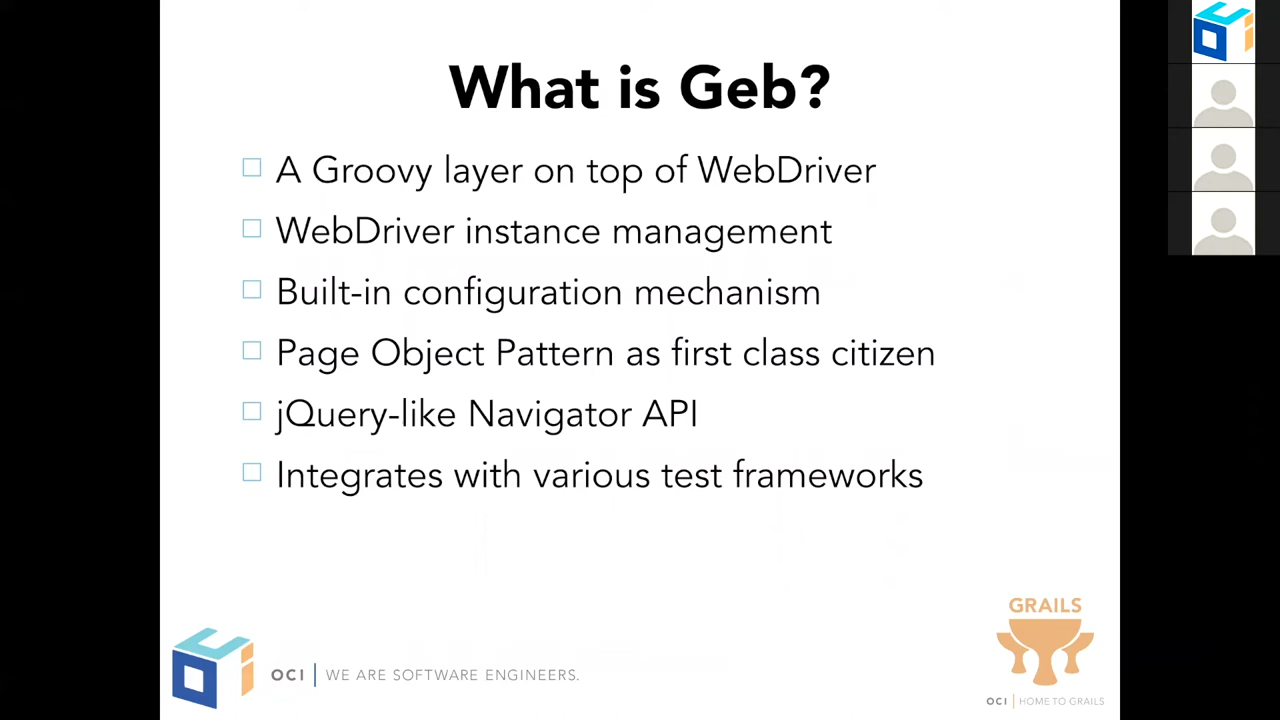 What is Geb?
A Groovy layer on top of WebDriver
WebDriver instance management
Built-in configuration mechanism
Page Object Pattern as first class citizen
jQuery-like Navigator API
Integrates with various test frameworks
OCI | WE ARE SOFTWARE ENGINEERS.
GRAILS
OCI | HOME TO GRAILS